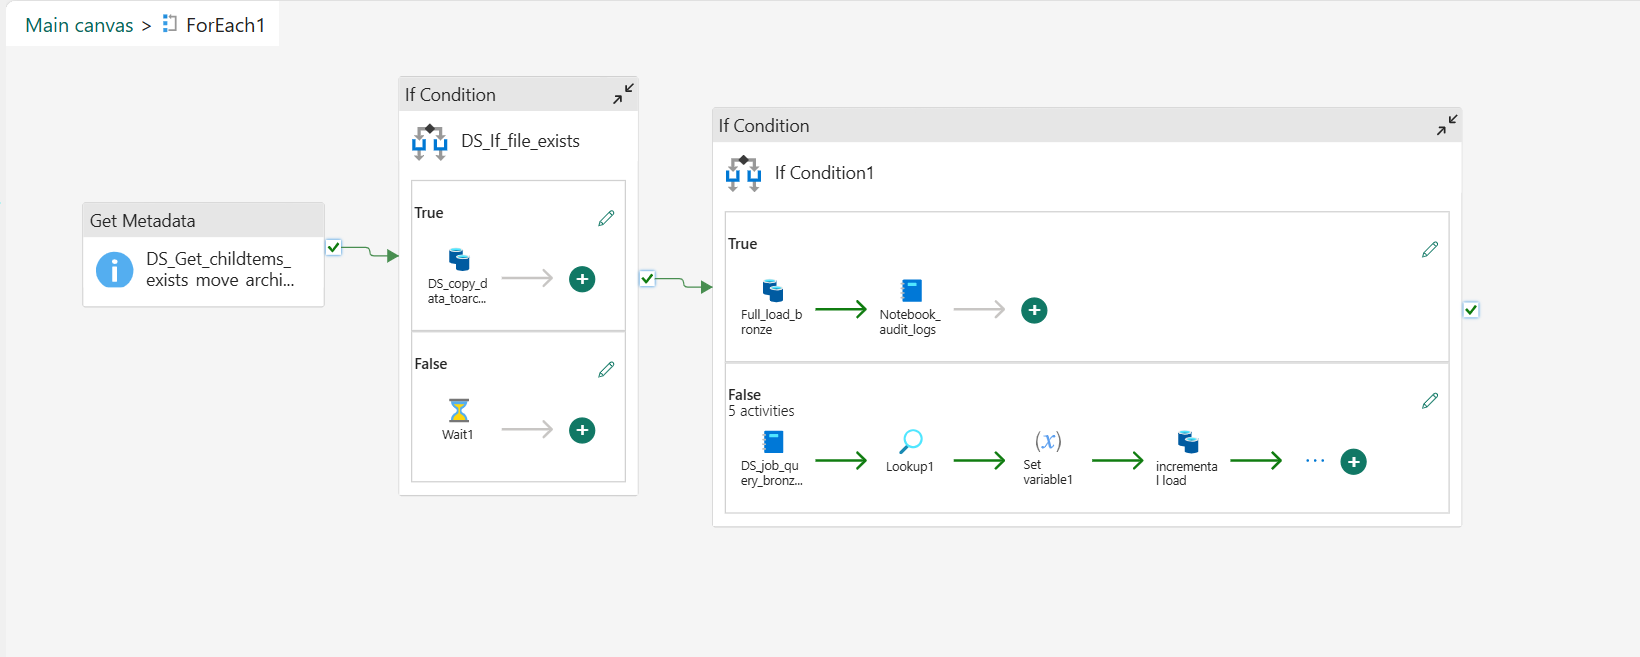 Main canvas > ForEach1
If Condition
DS_If_file_exists
True
DS_copy_d
ata_toarc...
False
Wait1
Get Metadata
DS_Get_childtems_
exists move archi...
If Condition
If Condition1
True
Full_load_b
ronze
Notebook_
audit_logs
False
5 activities
DS_job_qu
ery_bronz...
Lookup1
(x)
Set
variable1
incrementa
l load
...